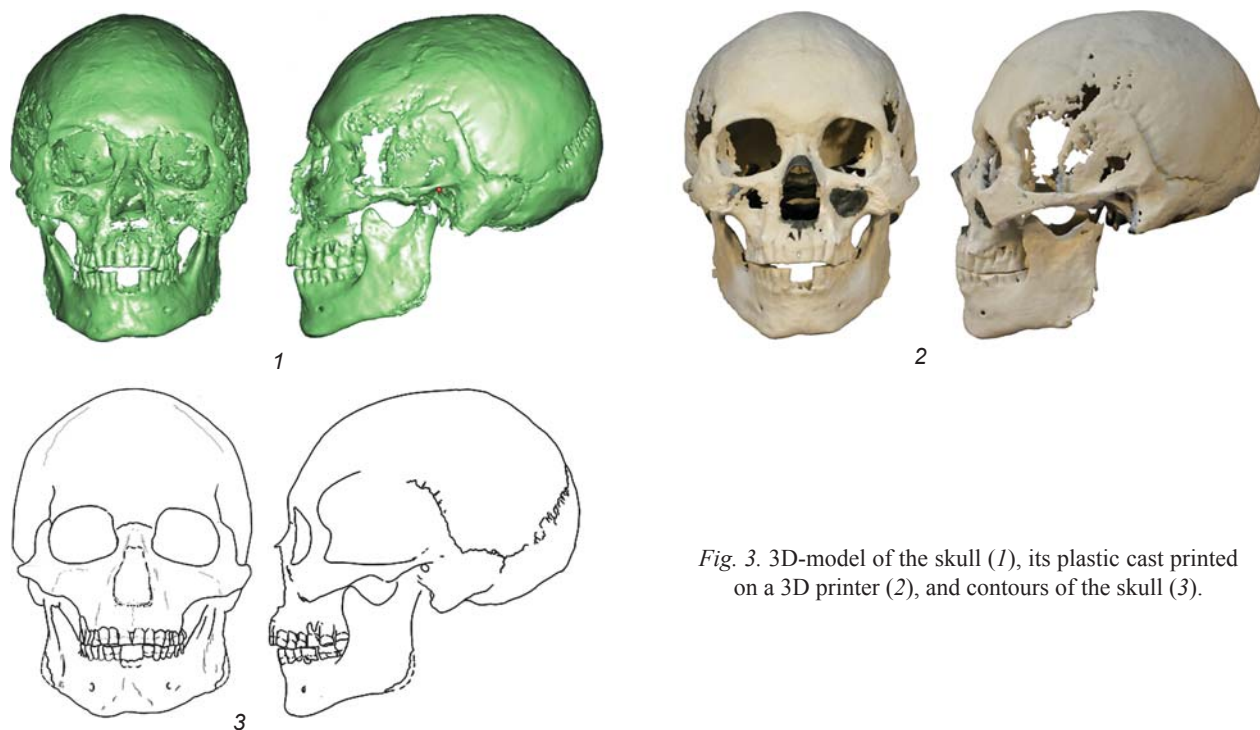 1
2
3
Fig. 3. 3D-model of the skull (1), its plastic cast printed
on a 3D printer (2), and contours of the skull (3).